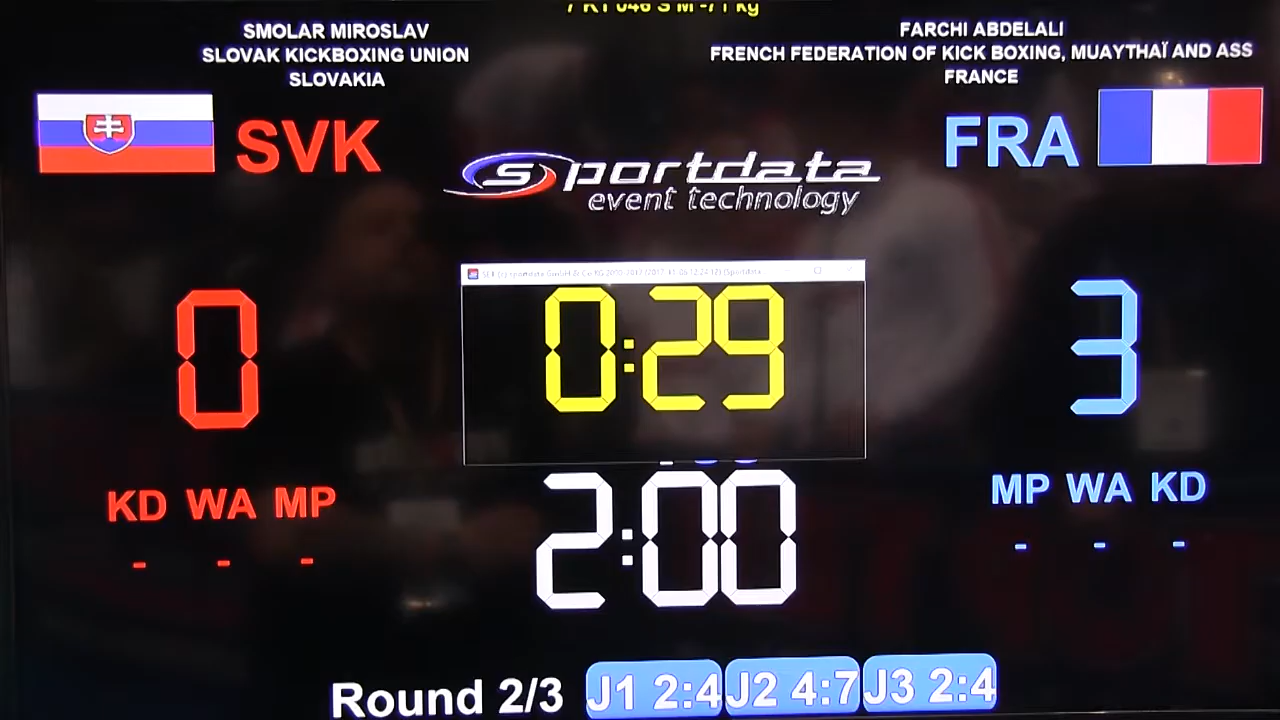 SMOLAR MIROSLAV
SLOVAK KICKBOXING UNION
SLOVAKIA
SVK
FARCHI ABDELALI
FRENCH FEDERATION OF KICK BOXING, MUAYTHAÏ AND ASS
FRANCE
FRA
sportdata
event technology
0
0:29
3
2:00
KD WA MP
- - -
MP WA KD
- - -
Round 2/3
J1 2:4
J2 4:7
J3 2:4